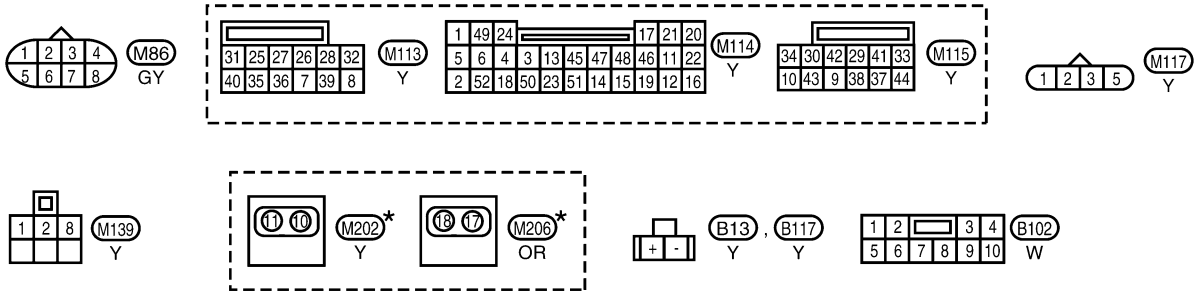 1 2 3 4
5 6 7 8
M86
GY
31 25 27 26 28 32
40 35 36 7 39 8
M113
Y
1 49 24 17 21 20
5 6 4 3 13 45 47 48 46 11 22
2 52 18 50 23 51 14 15 19 12 16
M114
Y
34 30 42 29 41 33
10 43 9 38 37 44
M115
Y
1 2 3 5
M117
Y
1 2 8
M139
Y
11 10
M202*
Y
18 17
M206*
OR
+ -
B13 , B117
Y Y
1 2 3 4
5 6 7 8 9 10
B102
W